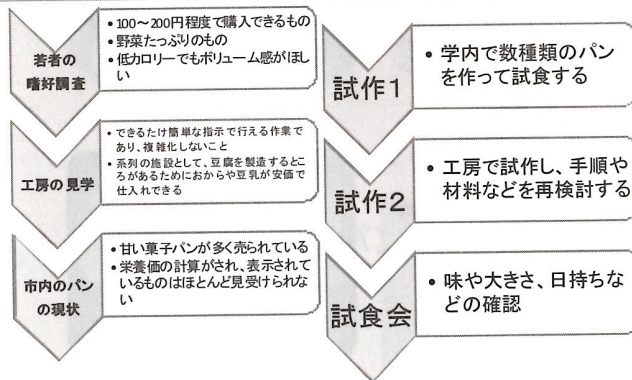 若者の
嗜好調査
・100～200円程度で購入できるもの
・野菜たっぷりのもの
・低カロリーでもボリューム感がほし
い
工房の見学
・できるたけ簡単な指示で行える作業で
あり、複雑化しないこと
・系列の施設として、豆腐を製造するとこ
ろがあるためにおからや豆乳が安価で
仕入れできる
市内のパン
の現状
・甘い菓子パンが多く売られている
・栄養価の計算がされ、表示されて
いるものはほとんど見受けられな
い
試作1
・学内で数種類のパン
を作って試食する
試作2
・工房で試作し、手順や
材料などを再検討する
試食会
・味や大きさ、日持ちな
どの確認